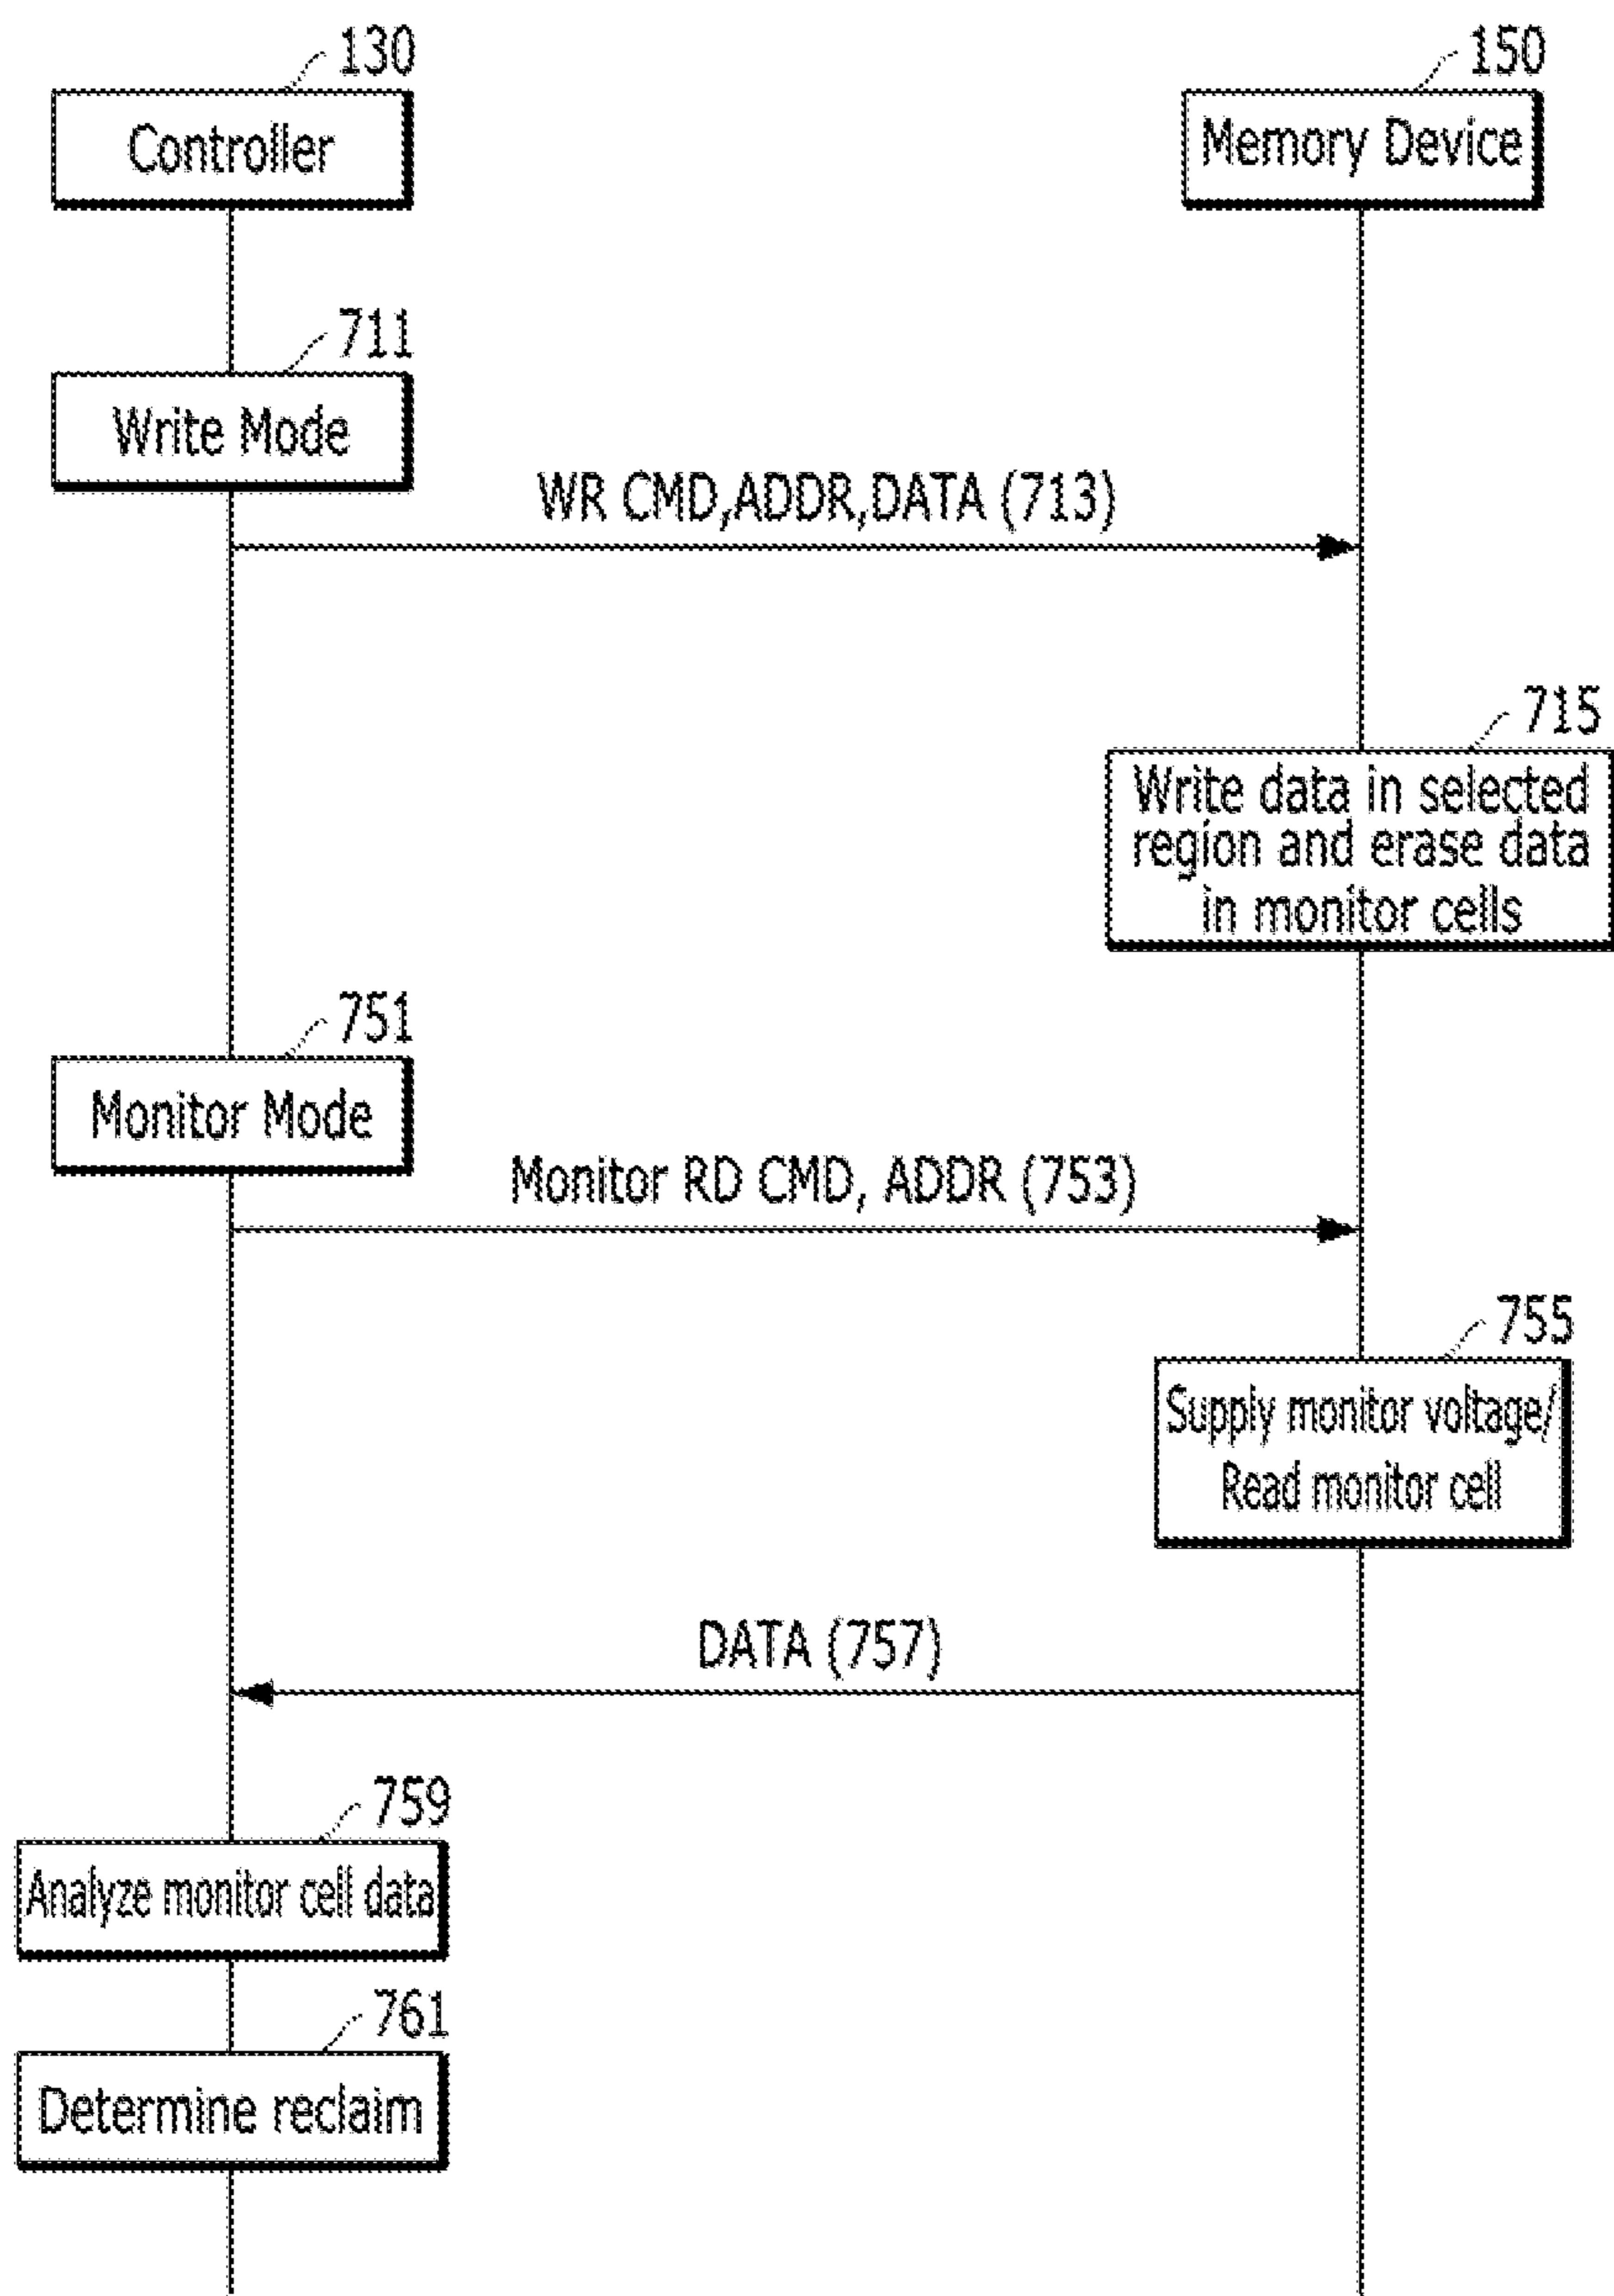 130
150
Controller
Memory Device
711
Write Mode
WR CMD,ADDR,DATA (713)
715
Write data in selected
region and erase data
in monitor cells
751
Monitor Mode
Monitor RD CMD, ADDR (753)
755
Supply monitor voltage/
Read monitor cell
DATA (757)
759
Analyze monitor cell data
761
Determine reclaim